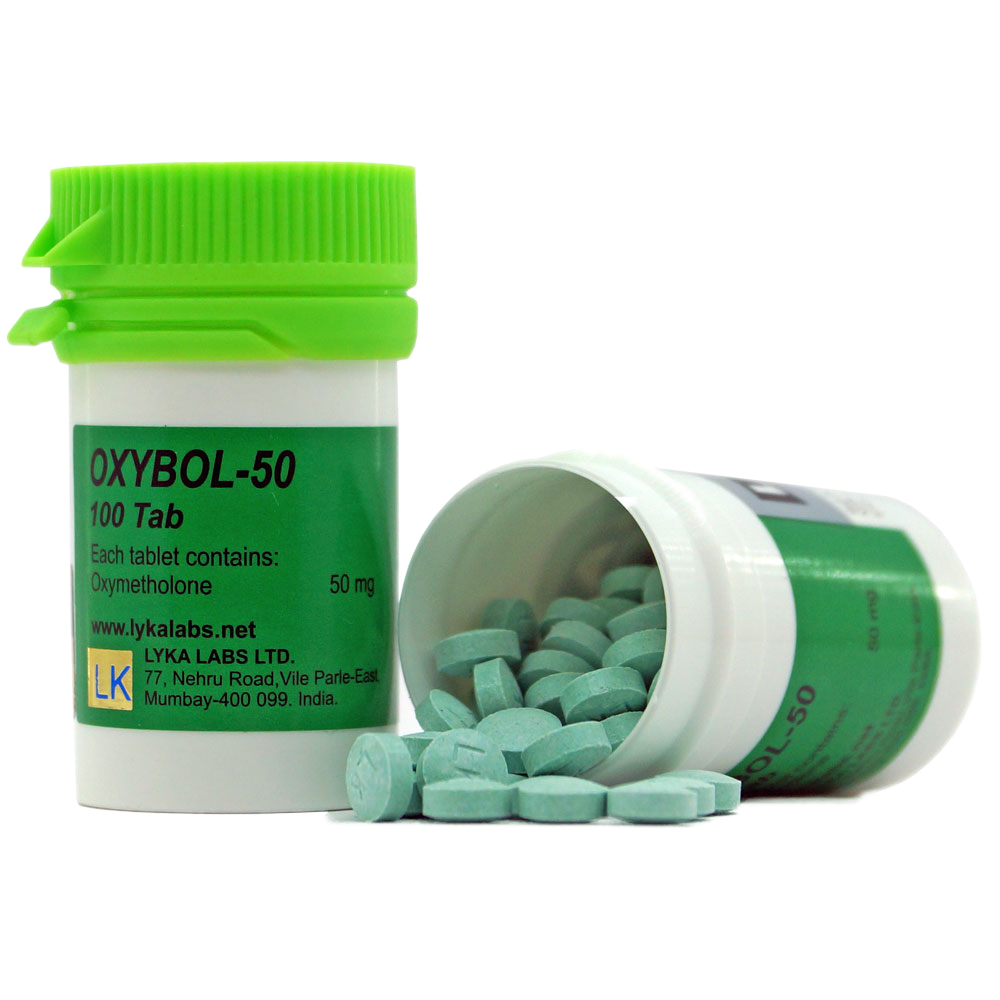 OXYBOL-50
100 Tab
Each tablet contains:
Oxymetholone 50 mg
www.lykalabs.net
LK
LYKA LABS LTD.
77, Nehru Road,Vile Parle-East,
Mumbay-400 099. India.
BOL-50
50 mg